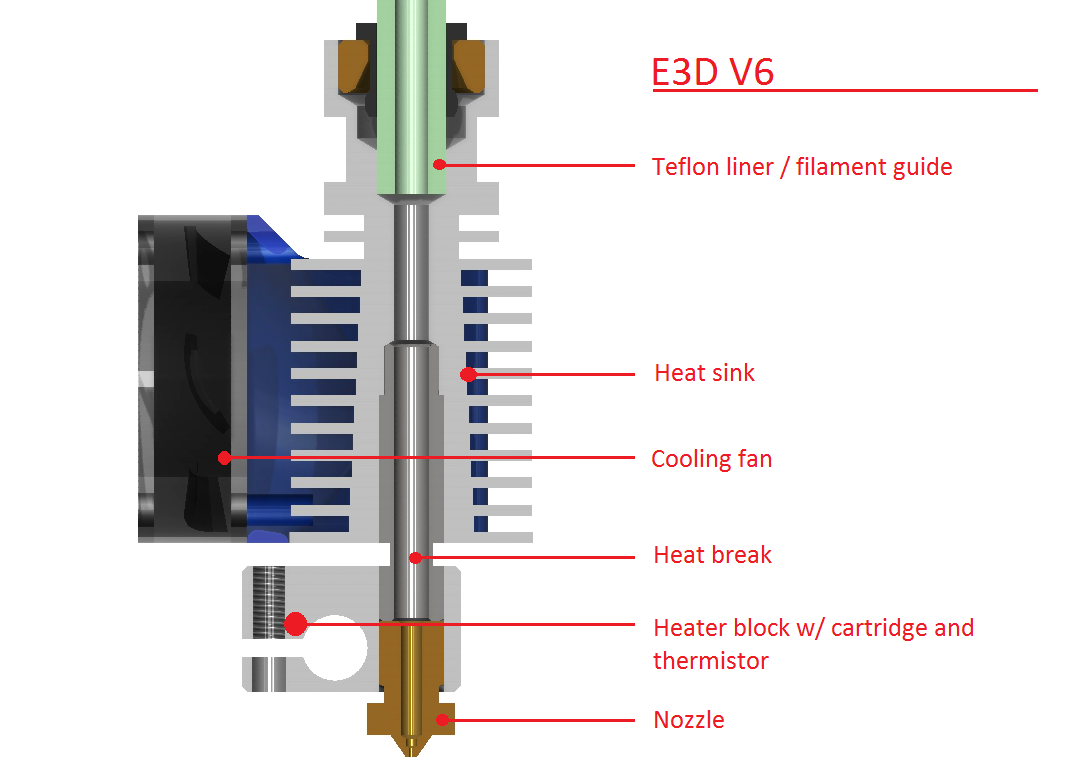 E3D V6
Teflon liner / filament guide
Heat sink
Cooling fan
Heat break
Heater block w/ cartridge and
thermistor
Nozzle